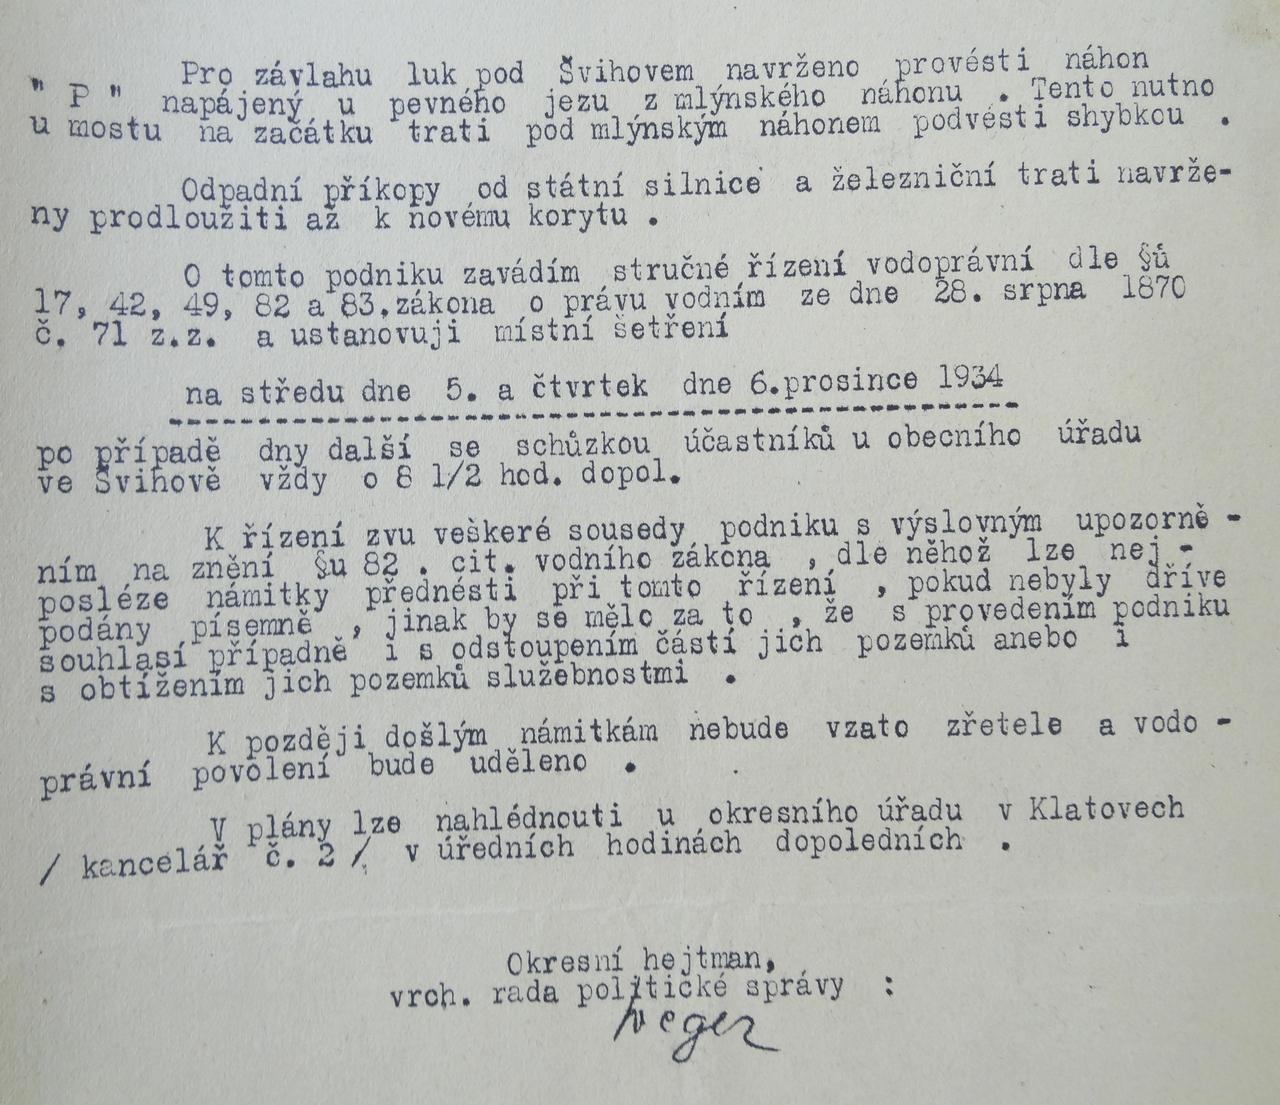 Pro závlahu luk pod Švihovem navrženo provésti náhon
" P " napájený u pevného jezu z mlýnského náhonu . Tento nutno
u mostu na začátku trati pod mlýnským náhonem podvésti shybkou .
Odpadní příkopy od státní silnice a železniční trati navrže-
ny prodloužiti až k novému korytu .
O tomto podniku zavádím stručné řízení vodoprávní dle §ů
17, 42, 49, 82 a 83.zákona o právu vodním ze dne 28. srpna 1870
č. 71 z.z. a ustanovuji místní šetření
na středu dne 5. a čtvrtek dne 6.prosince 1934
po případě dny další se schůzkou účastníků u obecního úřadu
ve Švihově vždy o 8 1/2 hod. dopol.
K řízení zvu veškeré sousedy podniku s výslovným upozorně -
ním na znění §u 82 . cit. vodního zákona , dle něhož lze nej -
posléze námitky přednésti při tomto řízení , pokud nebyly dříve
podány písemně , jinak by se mělo za to , že s provedením podniku
souhlasí případně i s odstoupením částí jich pozemků anebo i
s obtížením jich pozemků služebnostmi .
K později došlým námitkám nebude vzato zřetele a vodo -
právní povolení bude uděleno .
V plány lze nahlédnouti u okresního úřadu v Klatovech
/ kancelář č. 2 / v úředních hodinách dopoledních .
Okresní hejtman,
vrch. rada politické správy :